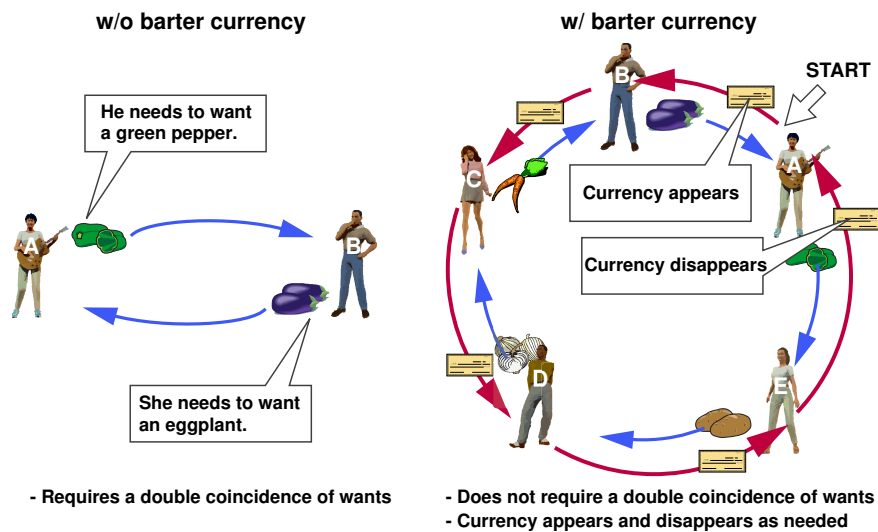 w/o barter currency
He needs to want
a green pepper.
A
B
She needs to want
an eggplant.
- Requires a double coincidence of wants
w/ barter currency
START
B
C
A
Currency appears
Currency disappears
D
E
- Does not require a double coincidence of wants
- Currency appears and disappears as needed